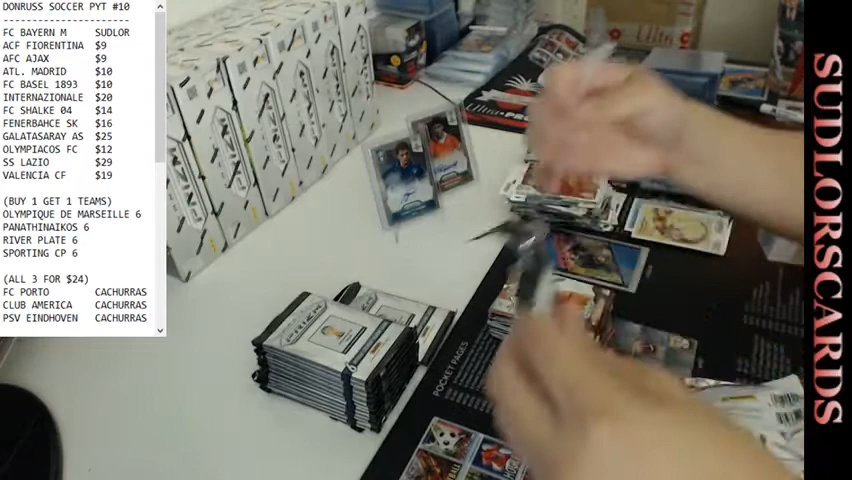 DONRUSS SOCCER PYT #10
FC BAYERN M SUDLOR
ACF FIORENTINA $9
AFC AJAX $9
ATL. MADRID $10
FC BASEL 1893 $10
INTERNAZIONALE $20
FC SHALKE 04 $14
FENERBAHCE SK $16
GALATASARAY AS $25
OLYMPIACOS FC $12
SS LAZIO $29
VALENCIA CF $19
(BUY 1 GET 1 TEAMS)
OLYMPIQUE DE MARSEILLE 6
PANATHINAIKOS 6
RIVER PLATE 6
SPORTING CP 6
(ALL 3 FOR $24)
FC PORTO CACHURRAS
CLUB AMERICA CACHURRAS
PSV EINDHOVEN CACHURRAS
SUDLORSCARDS
POCKET PAGES
PRIZM
Ultra